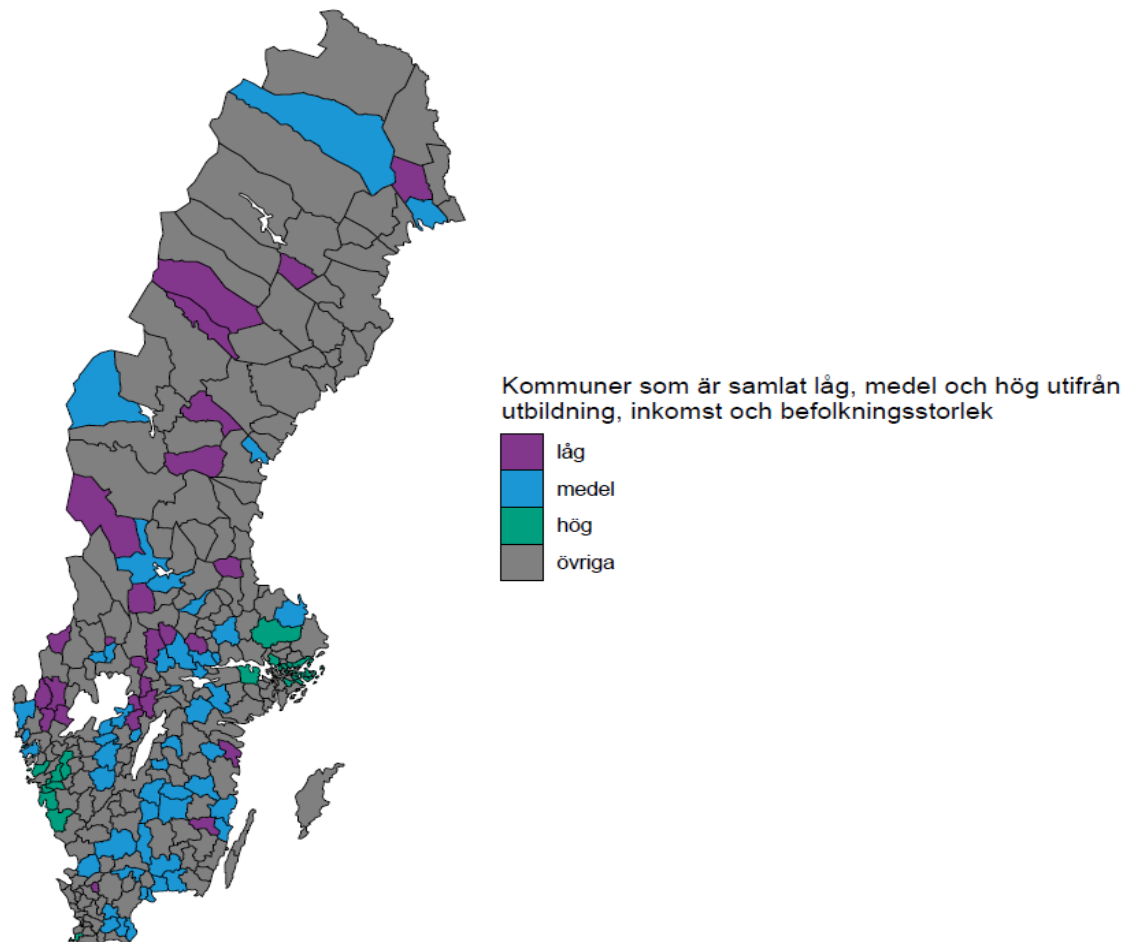 Kommuner som är samlat låg, medel och hög utifrån
utbildning, inkomst och befolkningsstorlek
låg
medel
hög
övriga